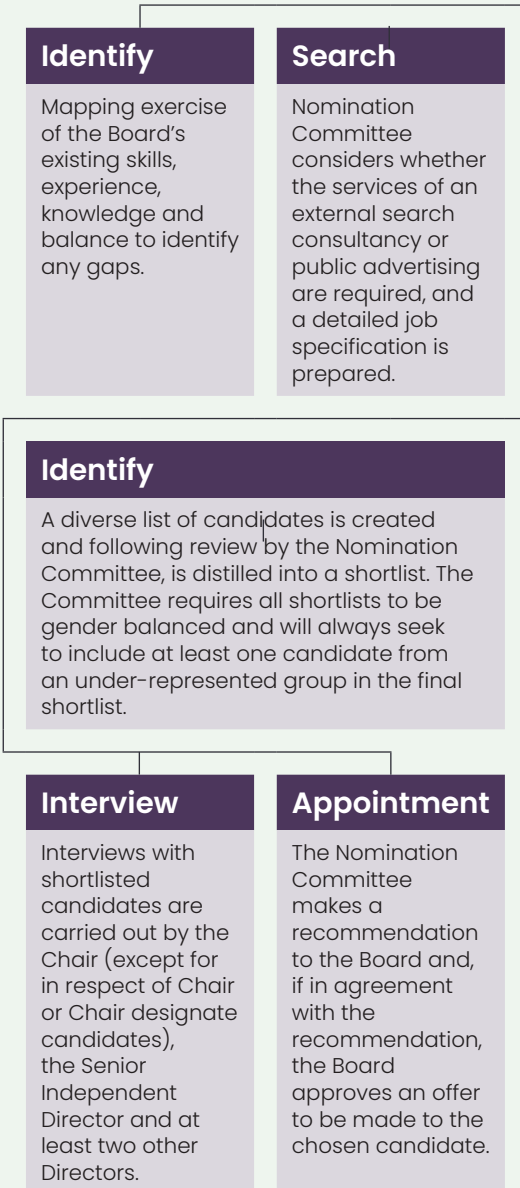 Identify
Mapping exercise
of the Board's
existing skills,
experience,
knowledge and
balance to identify
any gaps.
Search
Nomination
Committee
considers whether
the services of an
external search
consultancy or
public advertising
are required, and
a detailed job
specification is
prepared.
Identify
A diverse list of candidates is created
and following review by the Nomination
Committee, is distilled into a shortlist. The
Committee requires all shortlists to be
gender balanced and will always seek
to include at least one candidate from
an under-represented group in the final
shortlist.
Interview
Interviews with
shortlisted
candidates are
carried out by the
Chair (except for
in respect of Chair
or Chair designate
candidates),
the Senior
Independent
Director and at
least two other
Directors.
Appointment
The Nomination
Committee
makes a
recommendation
to the Board and,
if in agreement
with the
recommendation,
the Board
approves an offer
to be made to the
chosen candidate.